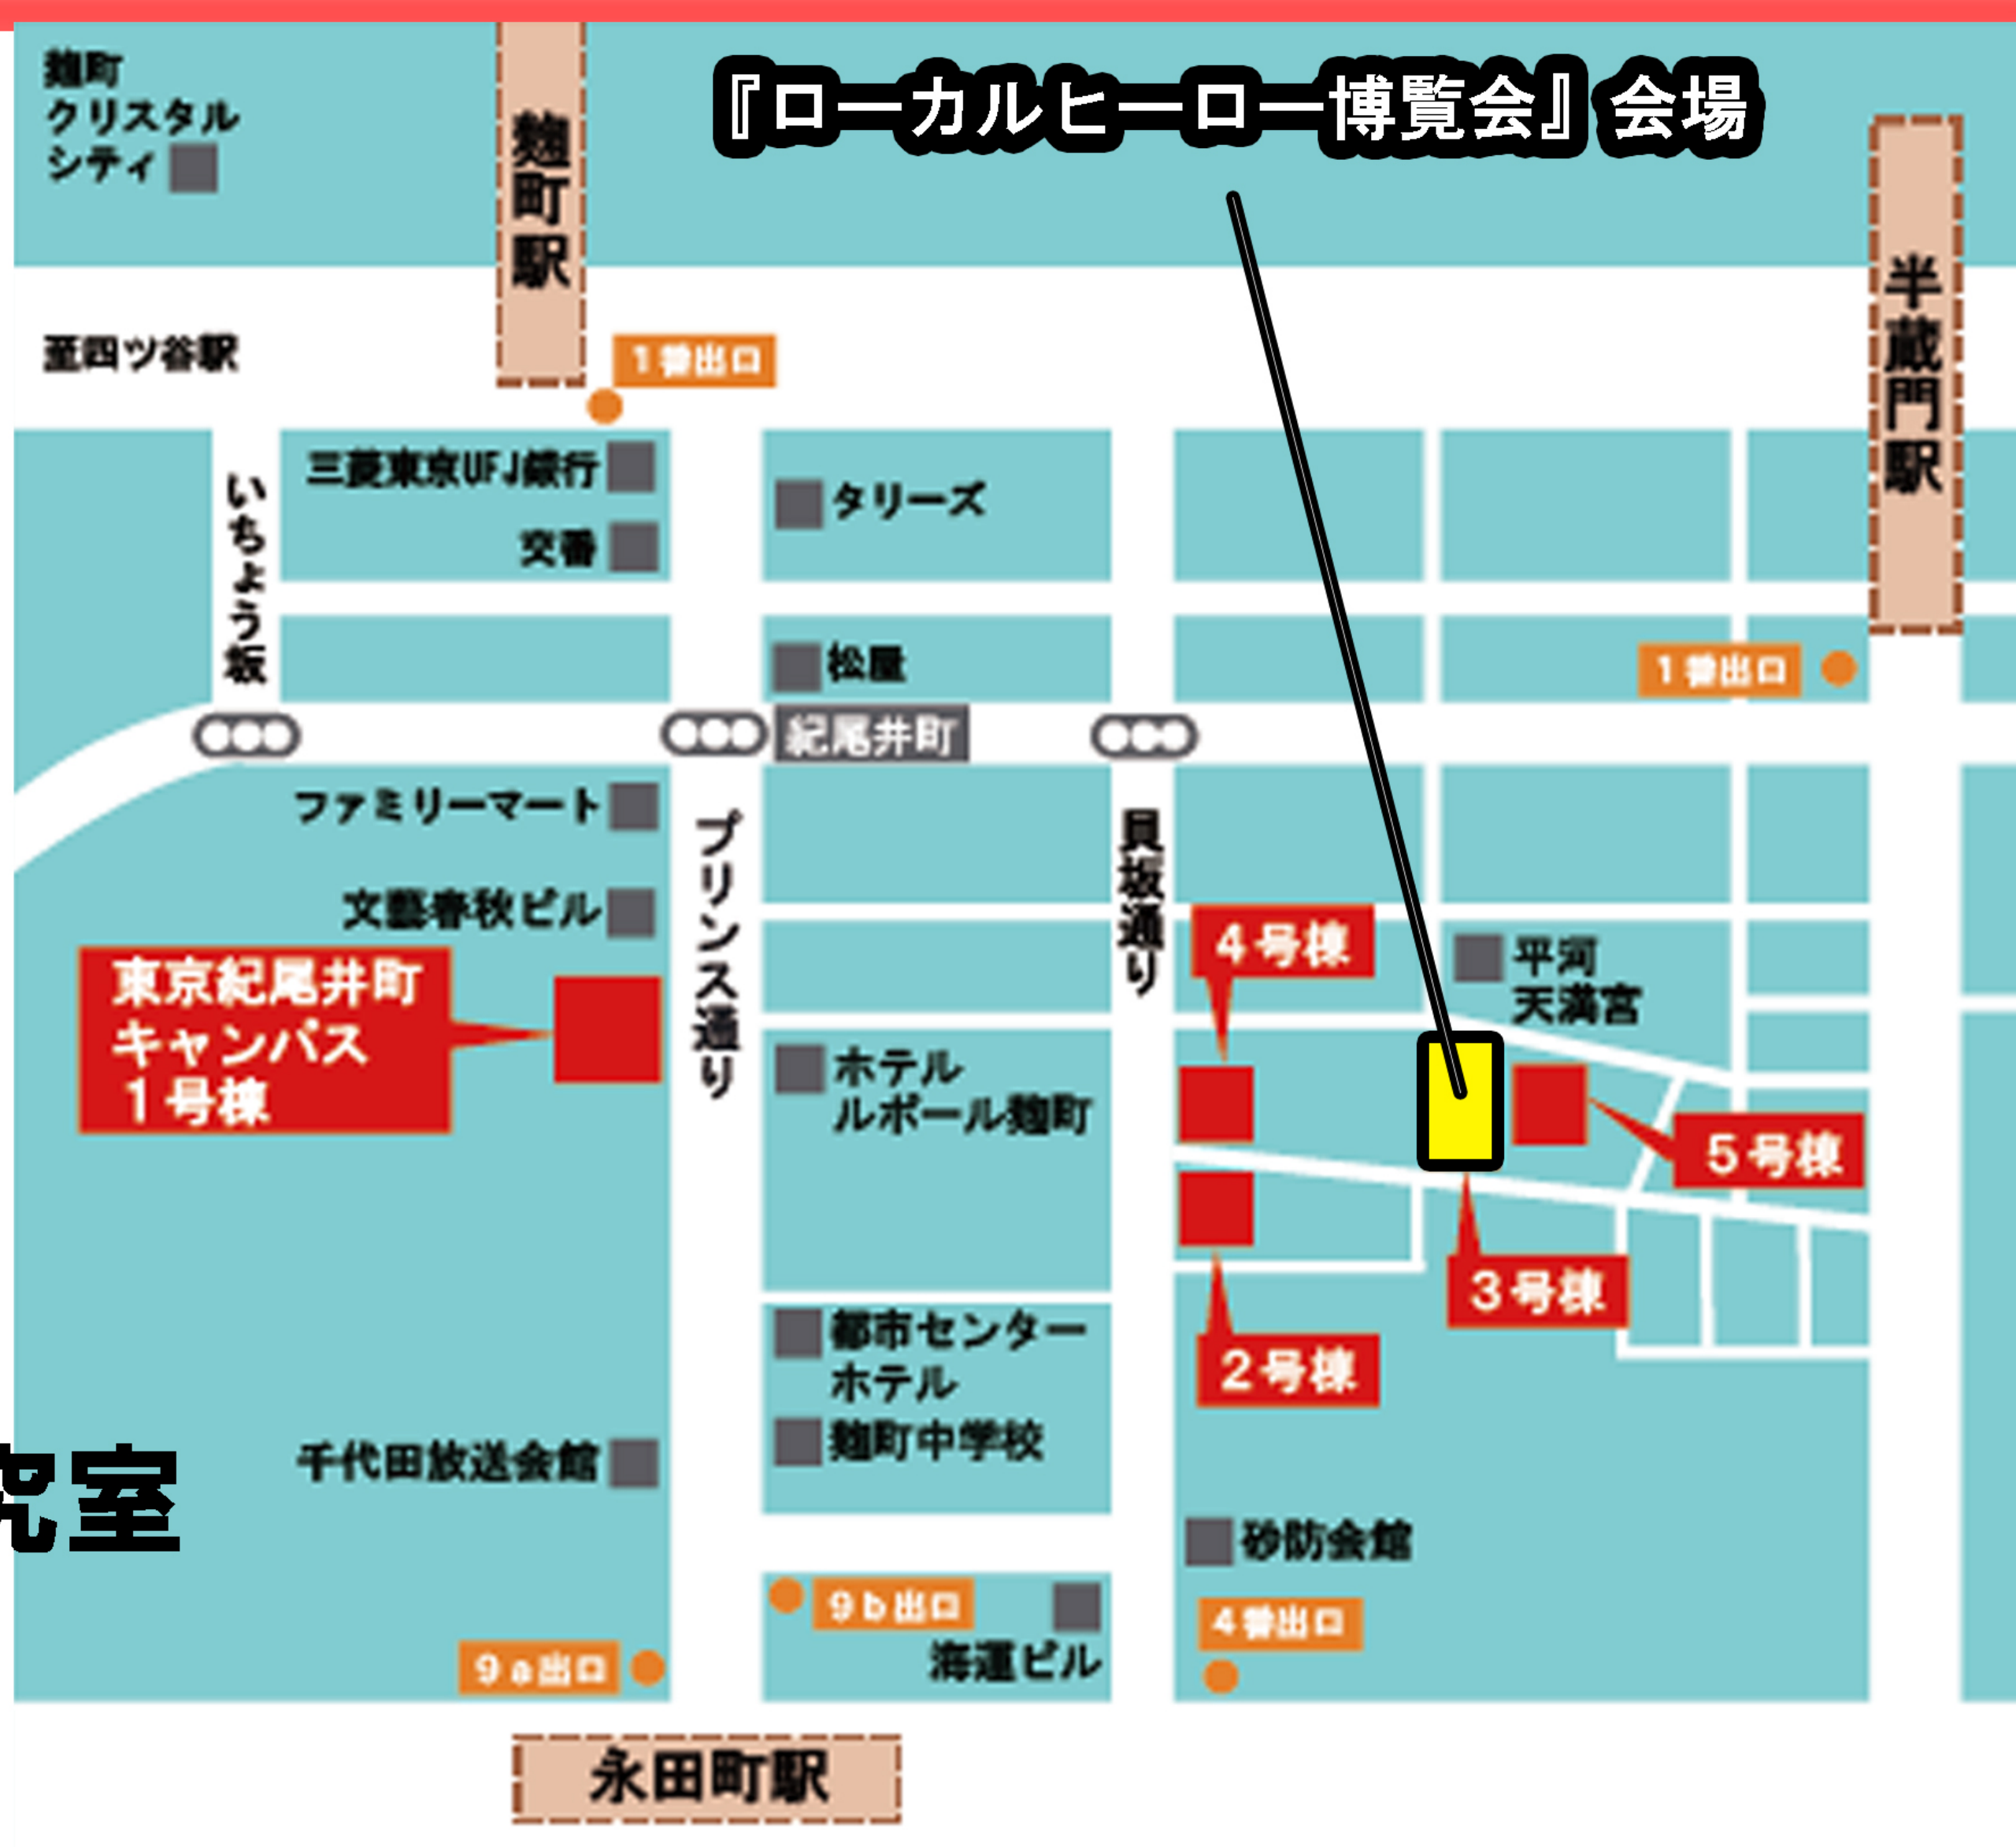 『ローカルヒーロー博覧会』会場
麹町
クリスタル
シティ
麹町駅
半蔵門駅
至四ツ谷駅
1番出口
三菱東京UFJ銀行
交番
タリーズ
いちょう坂
松屋
1番出口
紀尾井町
ファミリーマート
文藝春秋ビル
プリンス通り
貝坂通り
4号棟
平河
天満宮
東京紀尾井町
キャンパス
1号棟
ホテル
ルポール麹町
5号棟
3号棟
2号棟
都市センター
ホテル
麹町中学校
千代田放送会館
室
砂防会館
9b出口
4番出口
海運ビル
9a出口
永田町駅